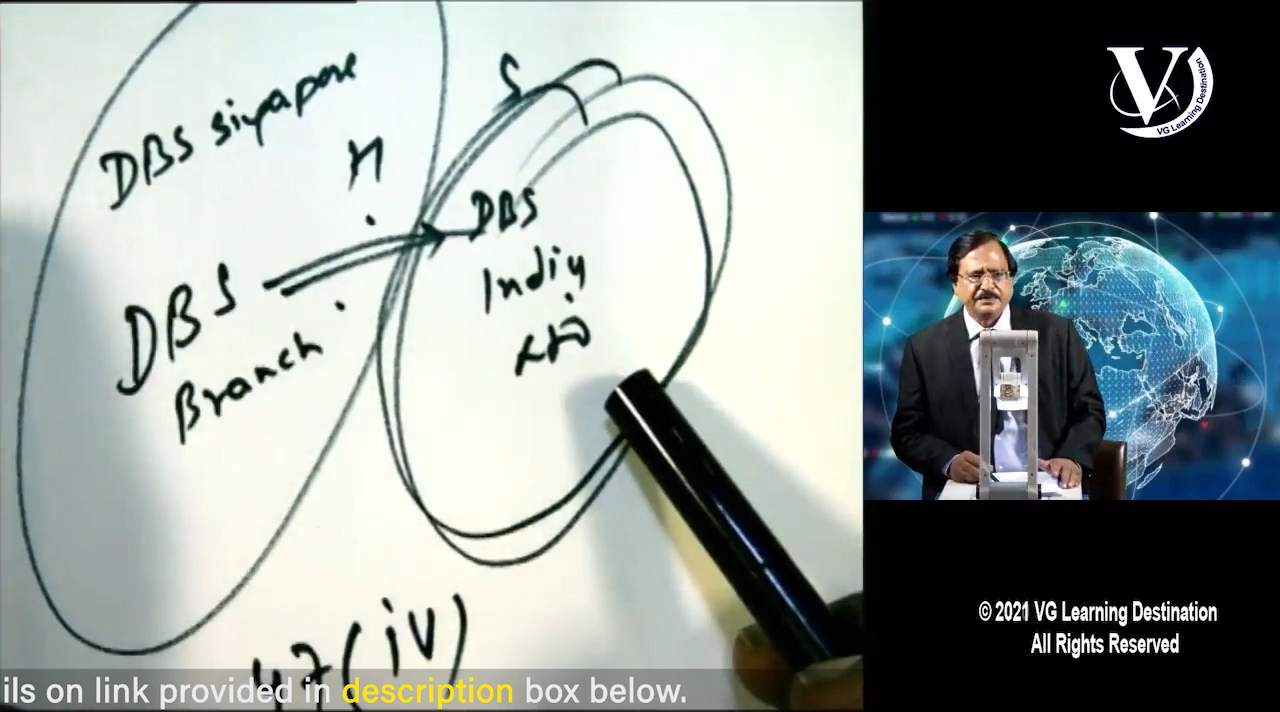 DBS Singapore
M
DBS
Branch
S
DBS
India
LTD
47(iv)
ils on link provided in description box below.
V
VG Learning Destination
© 2021 VG Learning Destination
All Rights Reserved